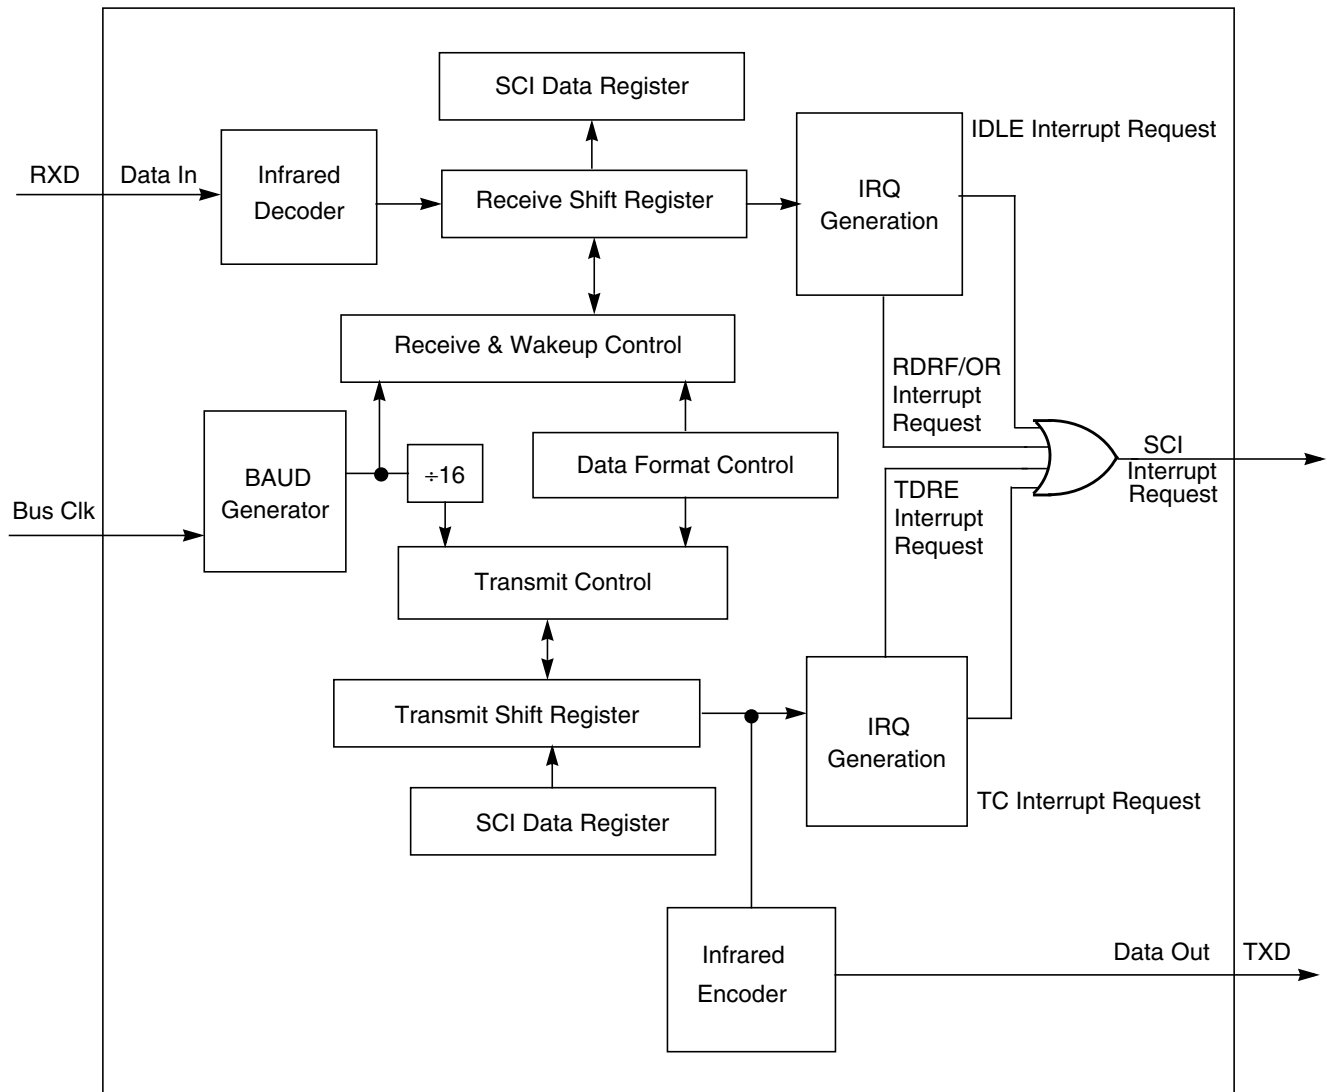 SCI Data Register
IDLE Interrupt Request
RXD
Data In
Infrared
Decoder
Receive Shift Register
IRQ
Generation
Receive & Wakeup Control
RDRF/OR
Interrupt
Request
BAUD
Generator
÷16
Data Format Control
SCI
Interrupt
Request
Bus Clk
TDRE
Interrupt
Request
Transmit Control
Transmit Shift Register
IRQ
Generation
SCI Data Register
TC Interrupt Request
Infrared
Encoder
Data Out
TXD